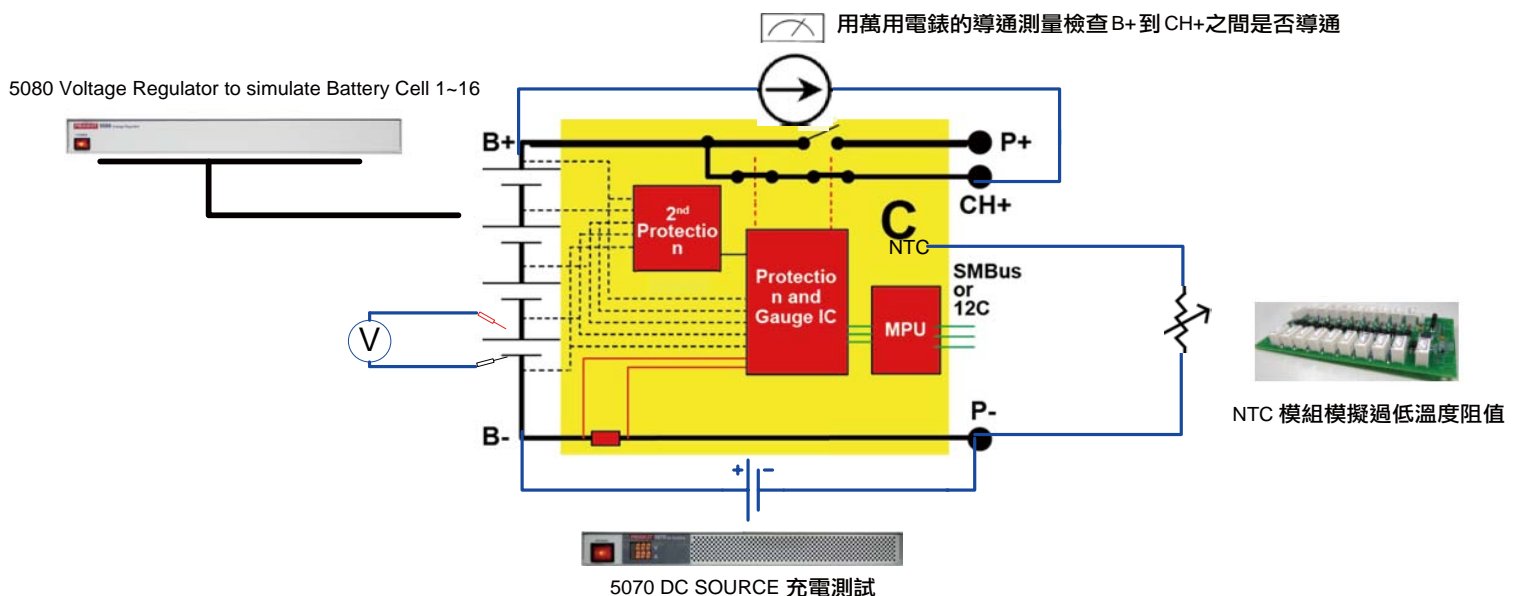 用萬用電錶的導通測量檢查B+到CH+之間是否導通
5080 Voltage Regulator to simulate Battery Cell 1~16
B+
P+
CH+
2nd
Protectio
n
C
NTC
Protectio
n and
Gauge IC
SMBus
or
12C
MPU
V
NTC 模組模擬過低溫度阻值
P-
B-
+
-
5070 DC SOURCE 充電測試